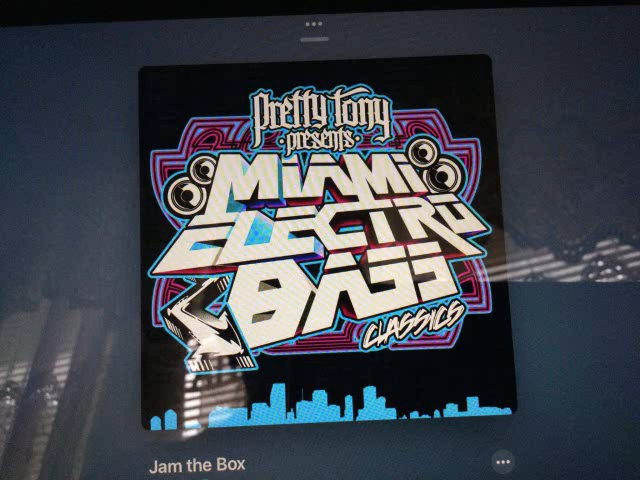 Pretty Tony
presents
MIAMI
ELECTRO
BASS
CLASSICS
Jam the Box